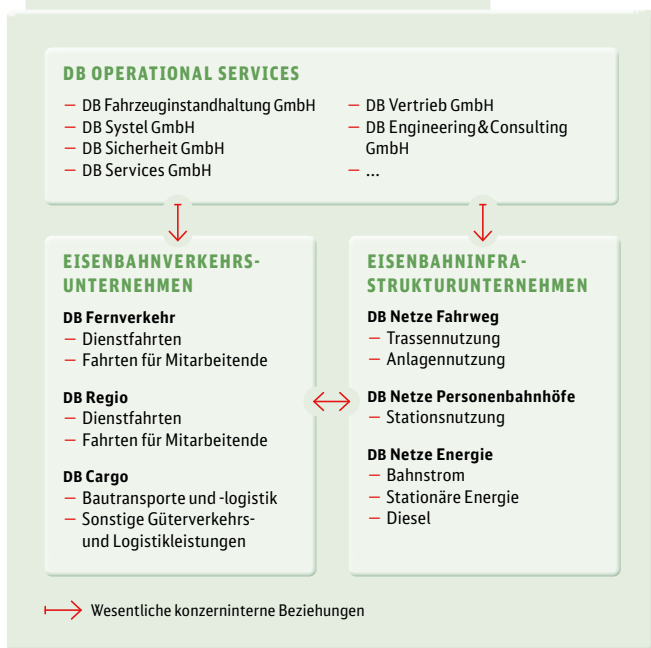 DB OPERATIONAL SERVICES
– DB Fahrzeuginstandhaltung GmbH
– DB Systel GmbH
– DB Sicherheit GmbH
– DB Services GmbH
– DB Vertrieb GmbH
– DB Engineering & Consulting
GmbH
– ...
EISENBAHNVERKEHRS-
UNTERNEHMEN
DB Fernverkehr
– Dienstfahrten
– Fahrten für Mitarbeitende
DB Regio
– Dienstfahrten
– Fahrten für Mitarbeitende
DB Cargo
– Bautransporte und -logistik
– Sonstige Güterverkehrs-
und Logistikleistungen
EISENBAHNINFRA-
STRUKTURUNTERNEHMEN
DB Netze Fahrweg
– Trassennutzung
– Anlagennutzung
DB Netze Personenbahnhöfe
– Stationsnutzung
DB Netze Energie
– Bahnstrom
– Stationäre Energie
– Diesel
Wesentliche konzerninterne Beziehungen